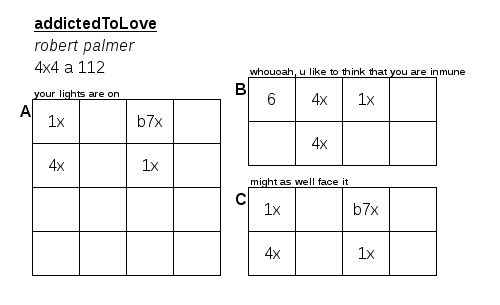 addictedToLove
robert palmer
4x4 a 112
your lights are on
A
1x b7x
4x 1x
whouoah, u like to think that you are inmune
B
6 4x 1x
4x
might as well face it
C
1x b7x
4x 1x